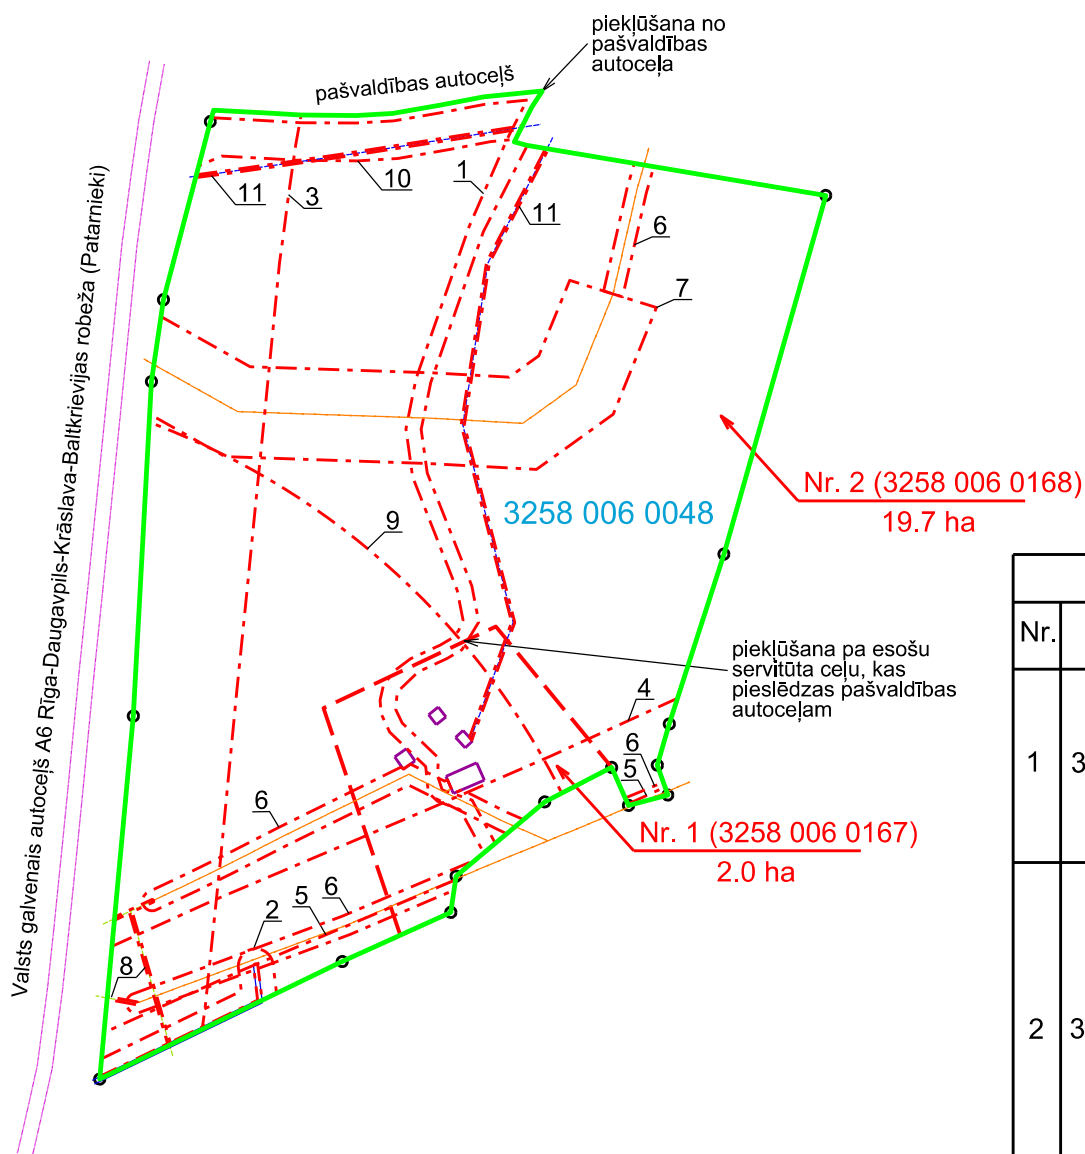 piekļūšana no
pašvaldības
autoceļa
pašvaldības autoceļš
11
3
10
1
11
6
7
Valsts galvenais autoceļš A6 Rīga-Daugavpils-Krāslava-Baltkrievijas robeža (Patarnieki)
Nr. 2 (3258 006 0168)
19.7 ha
3258 006 0048
9
Nr.
piekļūšana pa esošu
servitūta ceļu, kas
pieslēdzas pašvaldības
autoceļam
4
6
5
1 3
6
Nr. 1 (3258 006 0167)
2.0 ha
2
5
6
8
2 3